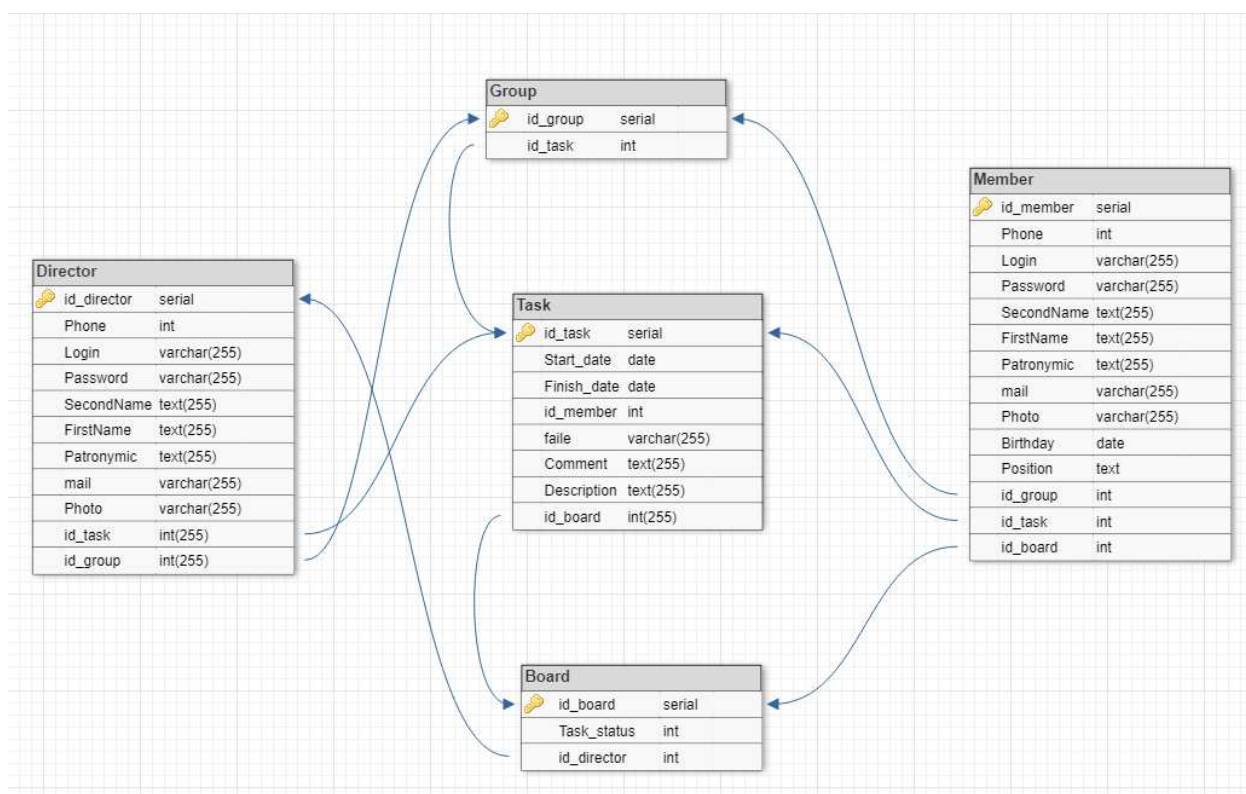 Group
id_group serial
id_task int
Member
id_member serial
Phone int
Login varchar(255)
Password varchar(255)
SecondName text(255)
FirstName text(255)
Patronymic text(255)
mail varchar(255)
Photo varchar(255)
Birthday date
Position text
id_group int
id_task int
id_board int
Director
id_director serial
Phone int
Login varchar(255)
Password varchar(255)
SecondName text(255)
FirstName text(255)
Patronymic text(255)
mail varchar(255)
Photo varchar(255)
id_task int(255)
id_group int(255)
Task
id_task serial
Start_date date
Finish_date date
id_member int
faile varchar(255)
Comment text(255)
Description text(255)
id_board int(255)
Board
id_board serial
Task_status int
id_director int